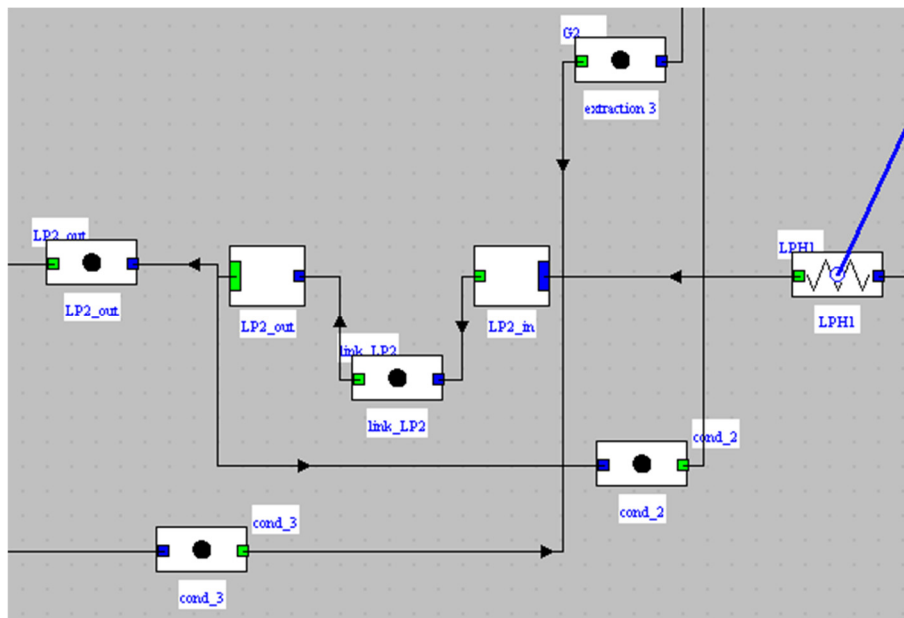 G2
extraction 3
LP2_out
LP2_out
LP2_out
LP2_in
LPH1
LPH1
link_LP2
link_LP2
cond_2
cond_2
cond_3
cond_3